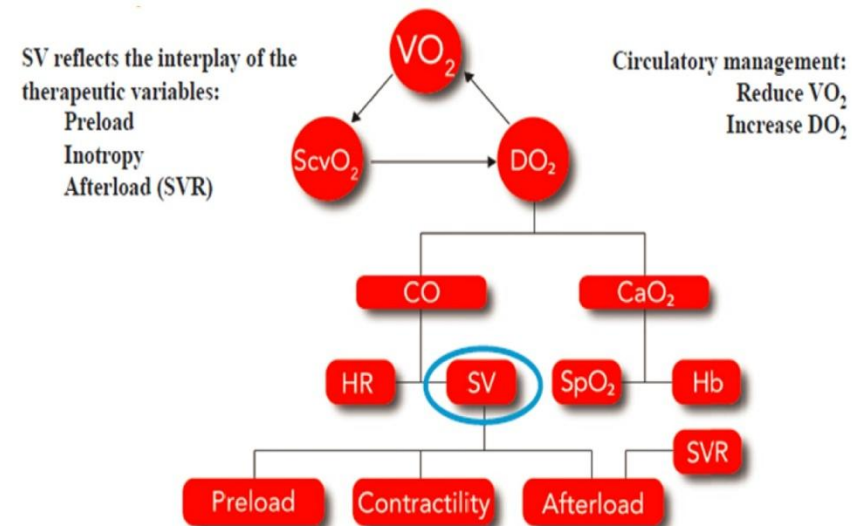 SV reflects the interplay of the
therapeutic variables:
Preload
Inotropy
Afterload (SVR)
Circulatory management:
Reduce VO₂
Increase DO₂
VO₂
ScvO₂
DO₂
CO
CaO₂
HR
SV
SpO₂
Hb
SVR
Preload
Contractility
Afterload